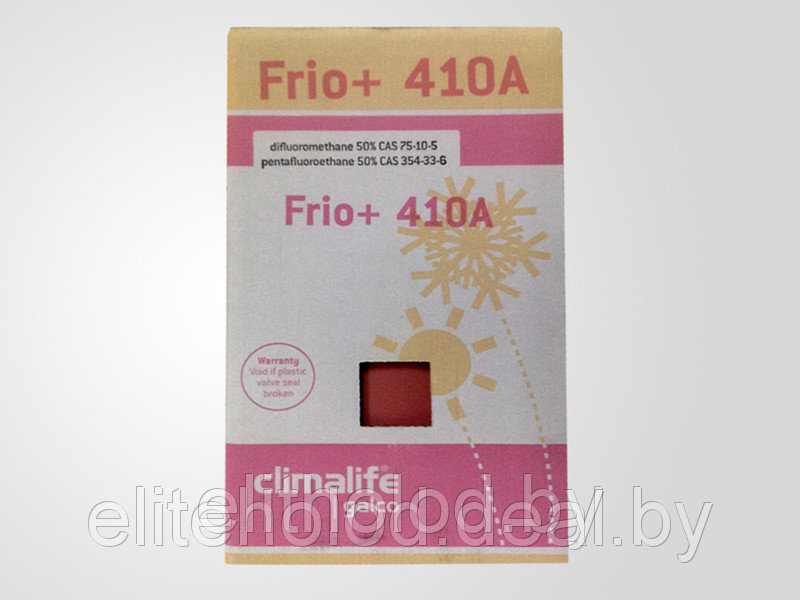 Frio+ 410A
difluoromethane 50% CAS 75-10-5
pentafluoroethane 50% CAS 354-33-6
Frio+ 410A
Warranty
Void if plastic
valve seal
broken
climalife
galco
eliteholod.deal.by